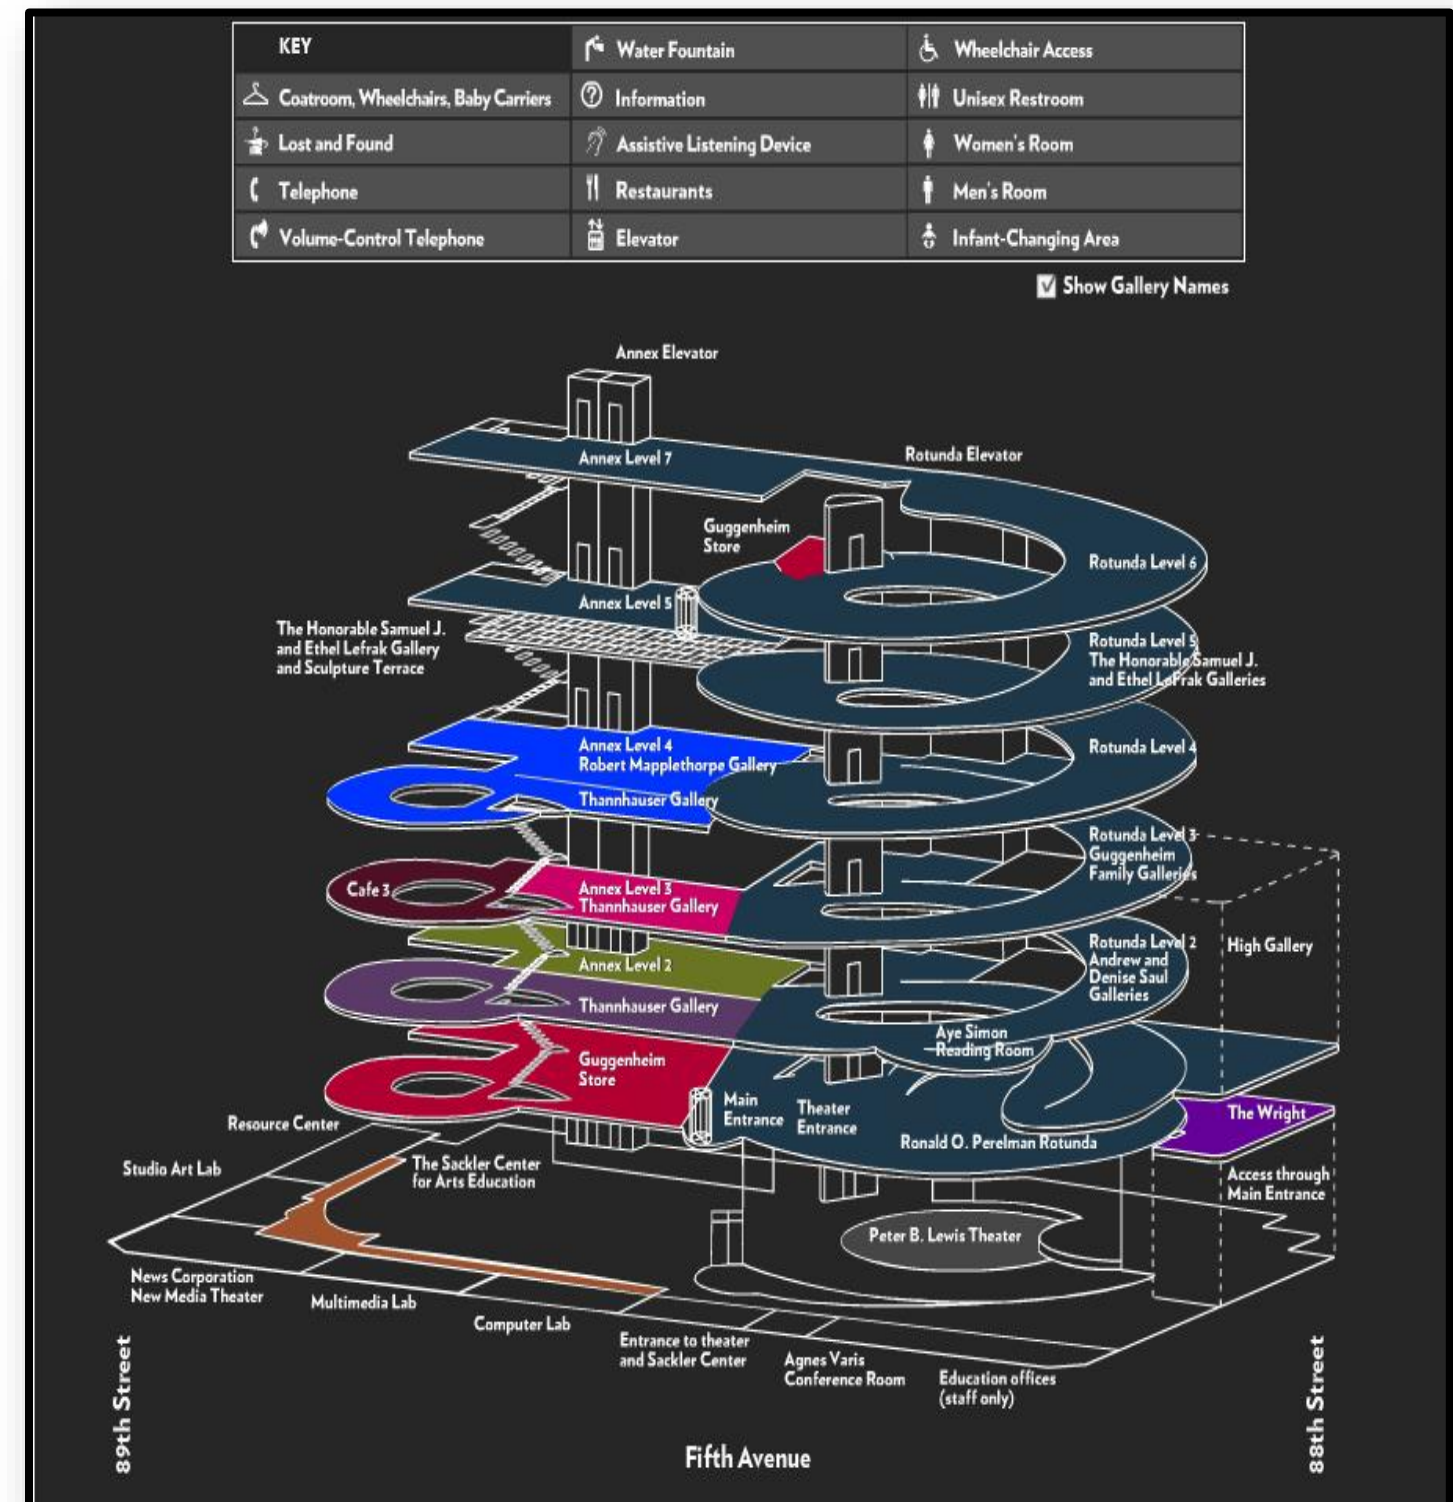 KEY
Water Fountain
Wheelchair Access
Coatroom, Wheelchairs, Baby Carriers
Information
Unisex Restroom
Lost and Found
Assistive Listening Device
Women's Room
Telephone
Restaurants
Men's Room
Volume-Control Telephone
Elevator
Infant-Changing Area
Show Gallery Names
Annex Elevator
Annex Level 7
Rotunda Elevator
Guggenheim
Store
Rotunda Level 6
Annex Level 5
The Honorable Samuel J.
and Ethel Lefrak Gallery
and Sculpture Terrace
Rotunda Level 5
The Honorable Samuel J.
and Ethel LeFrak Galleries
Annex Level 4
Robert Mapplethorpe Gallery
Rotunda Level 4
Thannhauser Gallery
Rotunda Level 3
Guggenheim
Family Galleries
Cafe 3
Annex Level 3
Thannhauser Gallery
Rotunda Level 2
Andrew and
Denise Saul
Galleries
High Gallery
Annex Level 2
Thannhauser Gallery
Aye Simon
Reading Room
Guggenheim
Store
Main
Entrance
Theater
Entrance
The Wright
Ronald O. Perelman Rotunda
Resource Center
Studio Art Lab
The Sackler Center
for Arts Education
Access through
Main Entrance
Peter B. Lewis Theater
News Corporation
New Media Theater
Multimedia Lab
Computer Lab
Entrance to theater
and Sackler Center
Agnes Varis
Conference Room
Education offices
(staff only)
89th Street
88th Street
Fifth Avenue